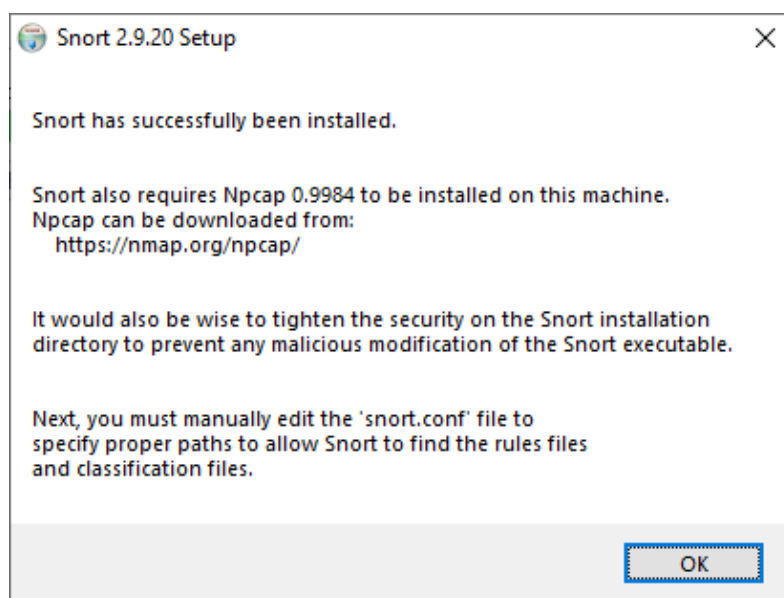 Snort 2.9.20 Setup
Snort has successfully been installed.
Snort also requires Npcap 0.9984 to be installed on this machine.
Npcap can be downloaded from:
https://nmap.org/npcap/
It would also be wise to tighten the security on the Snort installation
directory to prevent any malicious modification of the Snort executable.
Next, you must manually edit the 'snort.conf' file to
specify proper paths to allow Snort to find the rules files
and classification files.
OK